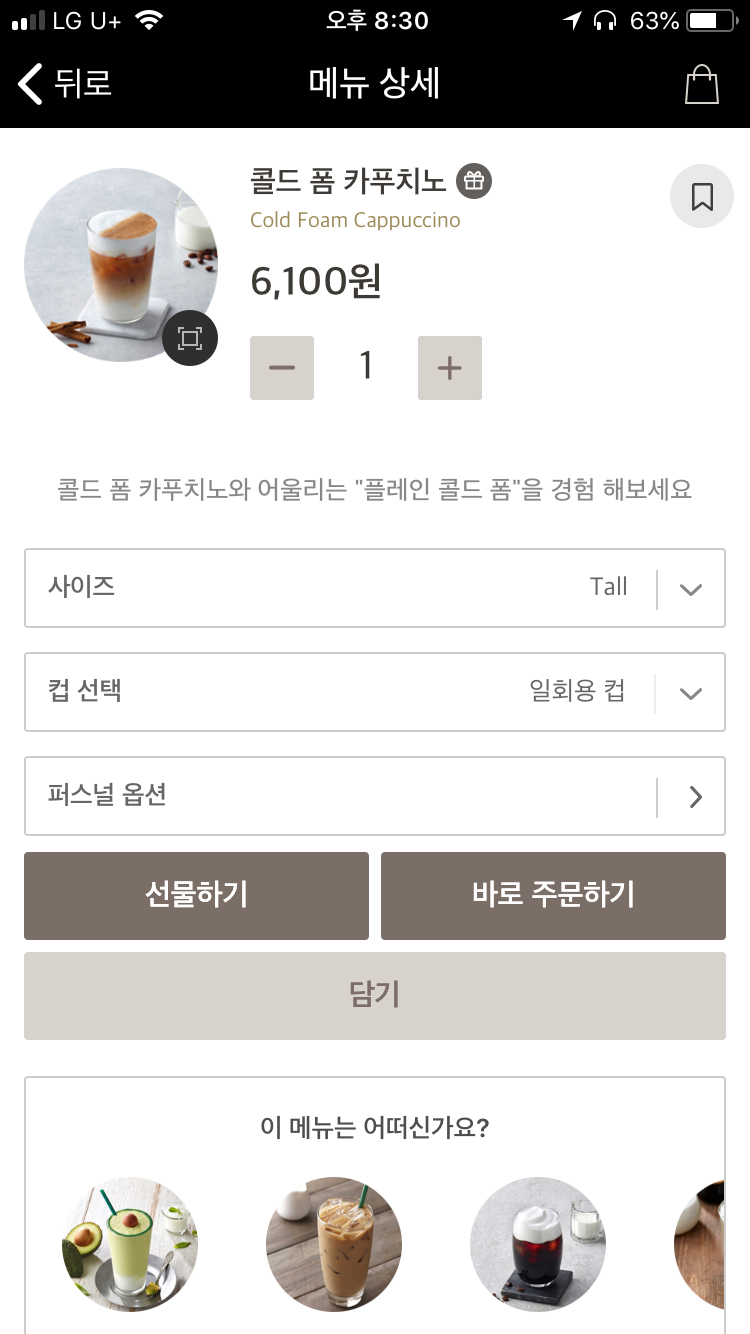 LG U+ 오후 8:30 63%
뒤로 메뉴 상세
콜드 폼 카푸치노
Cold Foam Cappuccino
6,100원
1
콜드 폼 카푸치노와 어울리는 "플레인 콜드 폼"을 경험 해보세요
사이즈 Tall
컵 선택 일회용 컵
퍼스널 옵션
선물하기 바로 주문하기
담기
이 메뉴는 어떠신가요?